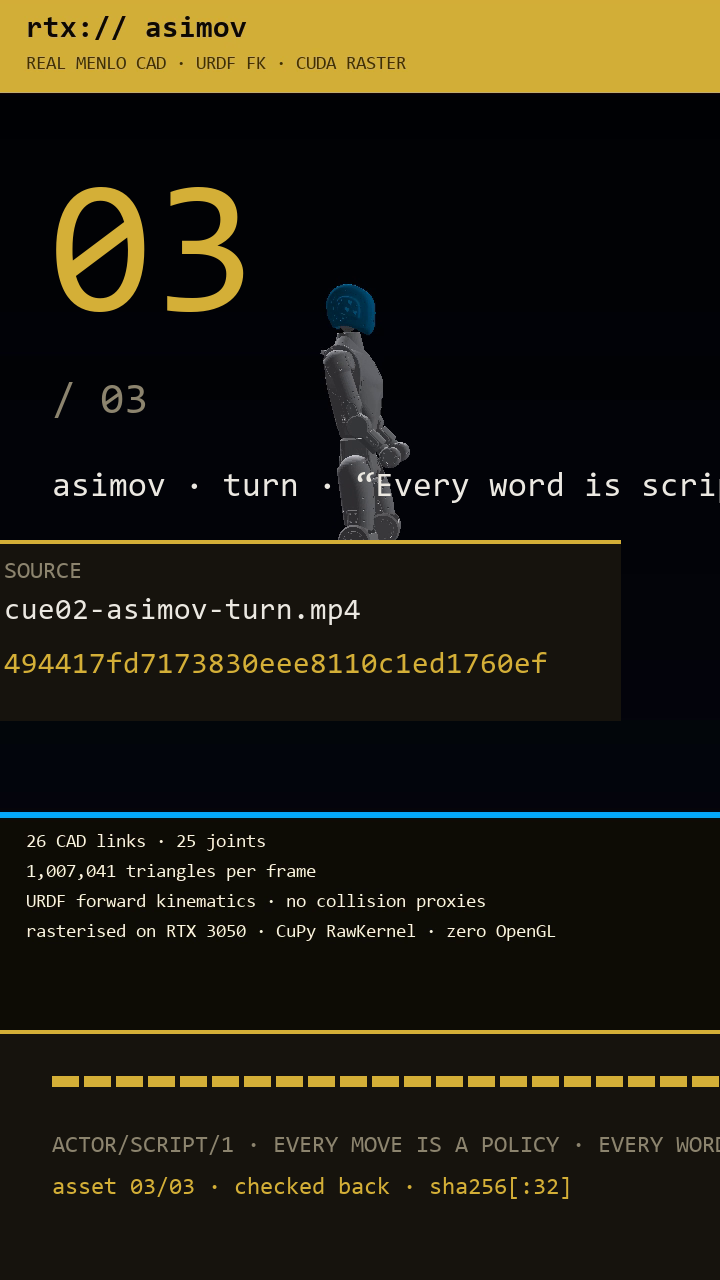 rtx:// asimov
REAL MENLO CAD · URDF FK · CUDA RASTER
03
/ 03
asimov · turn · “Every word is scrip
SOURCE
cue02-asimov-turn.mp4
494417fd7173830eee8110c1ed1760ef
26 CAD links · 25 joints
1,007,041 triangles per frame
URDF forward kinematics · no collision proxies
rasterised on RTX 3050 · CuPy RawKernel · zero OpenGL
ACTOR/SCRIPT/1 · EVERY MOVE IS A POLICY · EVERY WORD
asset 03/03 · checked back · sha256[:32]